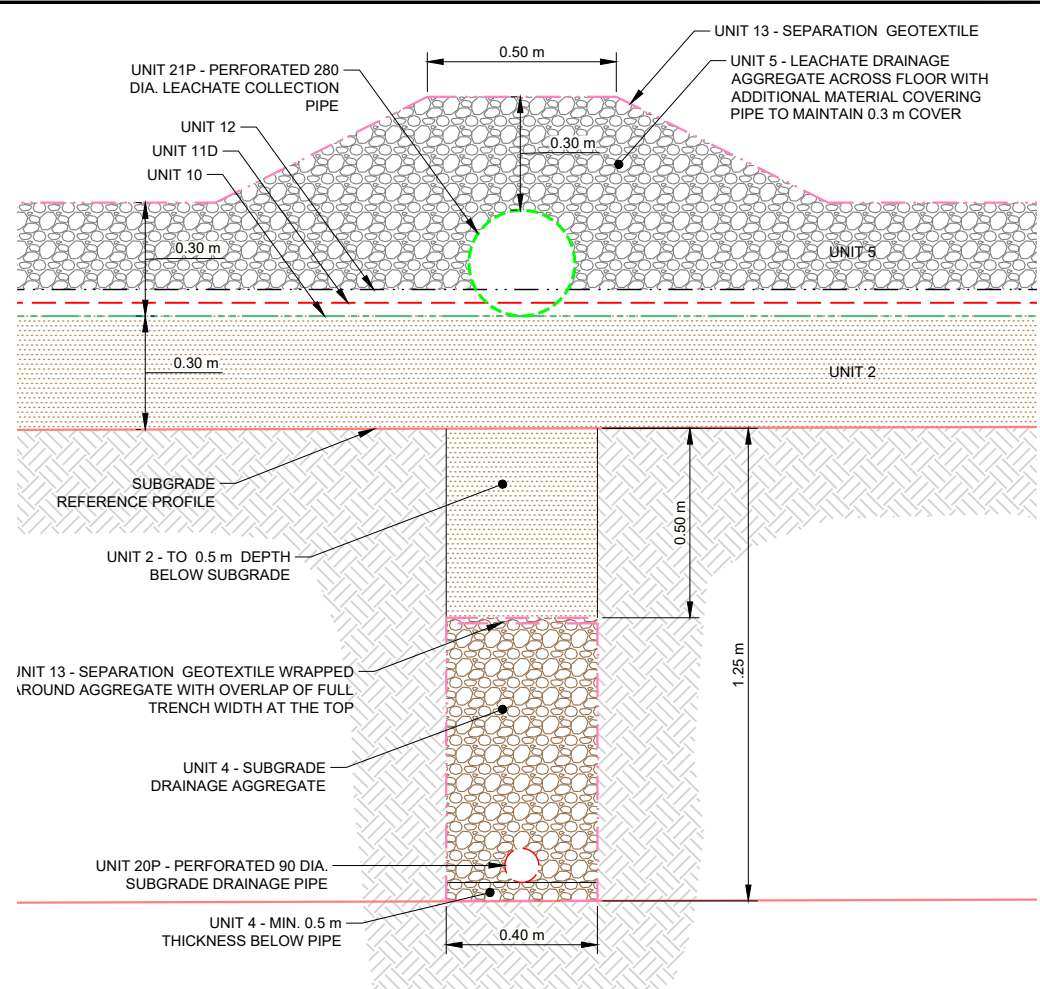 UNIT 13 - SEPARATION GEOTEXTILE
0.50 m
UNIT 5 - LEACHATE DRAINAGE
AGGREGATE ACROSS FLOOR WITH
ADDITIONAL MATERIAL COVERING
PIPE TO MAINTAIN 0.3 m COVER
UNIT 21P - PERFORATED 280
DIA. LEACHATE COLLECTION
PIPE
UNIT 12
UNIT 11D
UNIT 10
0.30 m
0.30 m
UNIT 5
0.30 m
UNIT 2
SUBGRADE
REFERENCE PROFILE
0.50 m
UNIT 2 - TO 0.5 m DEPTH
BELOW SUBGRADE
1.25 m
UNIT 13 - SEPARATION GEOTEXTILE WRAPPED
AROUND AGGREGATE WITH OVERLAP OF FULL
TRENCH WIDTH AT THE TOP
UNIT 4 - SUBGRADE
DRAINAGE AGGREGATE
UNIT 20P - PERFORATED 90 DIA.
SUBGRADE DRAINAGE PIPE
UNIT 4 - MIN. 0.5 m
THICKNESS BELOW PIPE
0.40 m